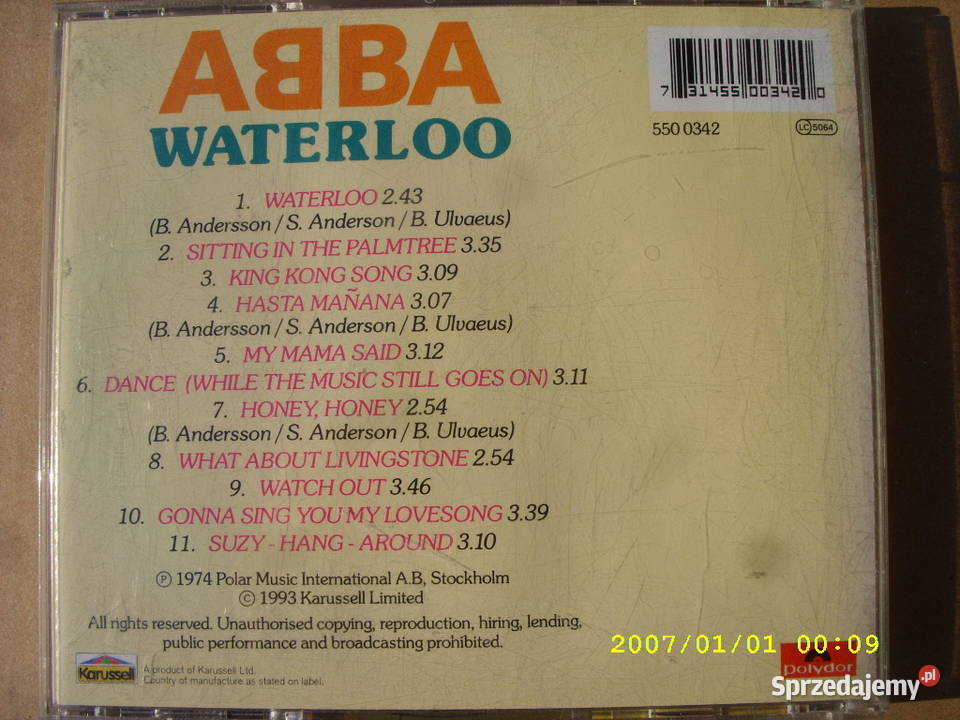 ABBA
WATERLOO
7 31455 00342 0
550 0342
LC 5064
1. WATERLOO 2.43
(B. Andersson / S. Anderson / B. Ulvaeus)
2. SITTING IN THE PALMTREE 3.35
3. KING KONG SONG 3.09
4. HASTA MAÑANA 3.07
(B. Andersson / S. Anderson / B. Ulvaeus)
5. MY MAMA SAID 3.12
6. DANCE (WHILE THE MUSIC STILL GOES ON) 3.11
7. HONEY, HONEY 2.54
(B. Andersson / S. Anderson / B. Ulvaeus)
8. WHAT ABOUT LIVINGSTONE 2.54
9. WATCH OUT 3.46
10. GONNA SING YOU MY LOVESONG 3.39
11. SUZY - HANG - AROUND 3.10
Ⓟ 1974 Polar Music International A.B, Stockholm
© 1993 Karussell Limited
All rights reserved. Unauthorised copying, reproduction, hiring, lending,
public performance and broadcasting prohibited.
Karussell
A product of Karussell Ltd.
Country of manufacture as stated on label.
2007/01/01 00:09
polydor
Sprzedajemy.pl